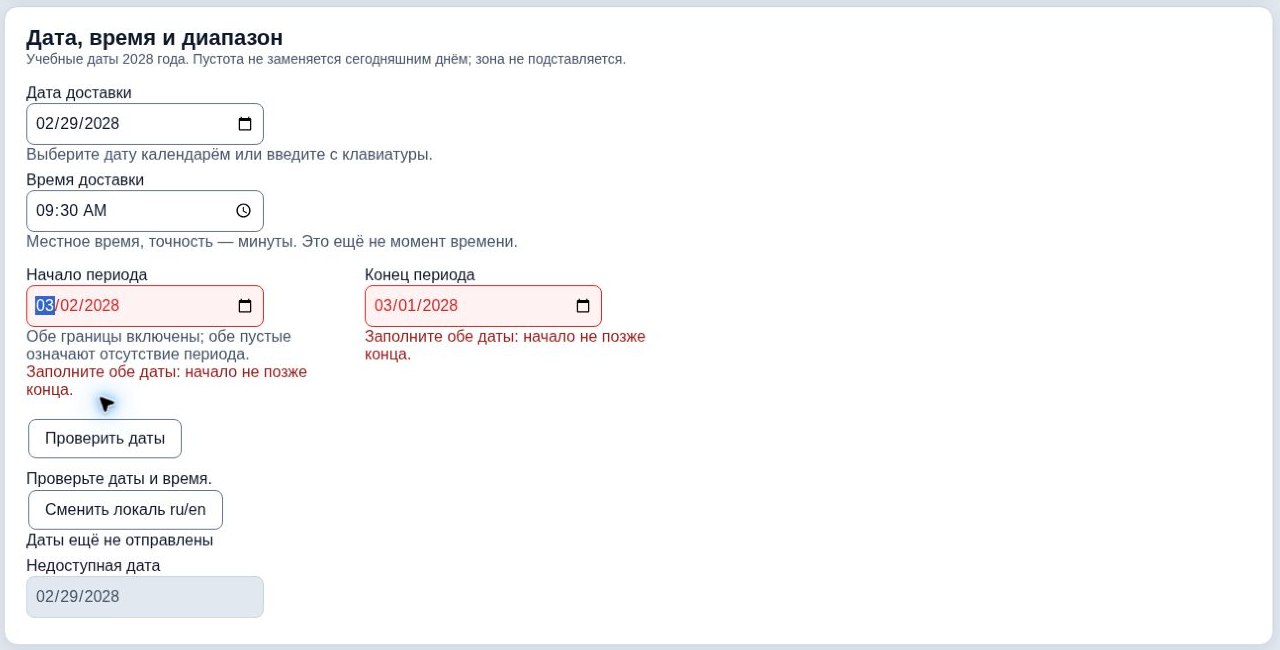 Дата, время и диапазон
Учебные даты 2028 года. Пустота не заменяется сегодняшним днём; зона не подставляется.
Дата доставки
02/29/2028
Выберите дату календарём или введите с клавиатуры.
Время доставки
09:30 AM
Местное время, точность — минуты. Это ещё не момент времени.
Начало периода
03/02/2028
Обе границы включены; обе пустые
означают отсутствие периода.
Заполните обе даты: начало не позже
конца.
Конец периода
03/01/2028
Заполните обе даты: начало не позже
конца.
Проверить даты
Проверьте даты и время.
Сменить локаль ru/en
Даты ещё не отправлены
Недоступная дата
02/29/2028